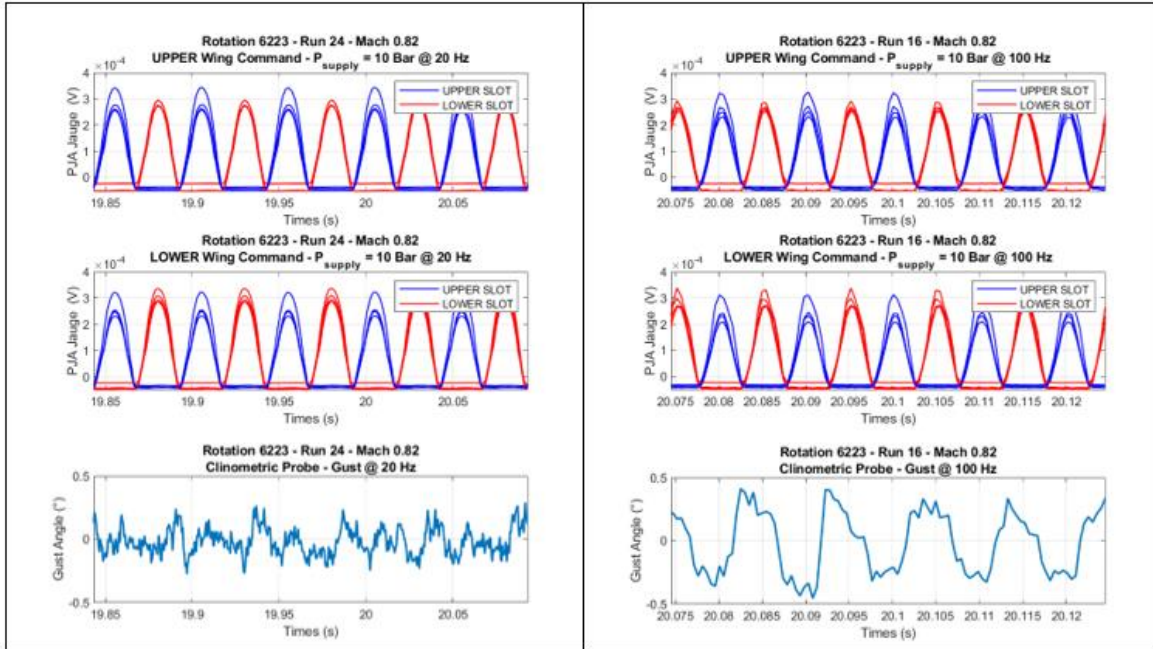 Rotation 6223 - Run 24 - Mach 0.82
UPPER Wing Command - P_supply = 10 Bar @ 20 Hz
×10⁻⁴
4
3
2
1
0
PJA Jauge (V)
UPPER SLOT
LOWER SLOT
19.85 19.9 19.95 20 20.05
Times (s)
Rotation 6223 - Run 24 - Mach 0.82
LOWER Wing Command - P_supply = 10 Bar @ 20 Hz
×10⁻⁴
4
3
2
1
0
PJA Jauge (V)
UPPER SLOT
LOWER SLOT
19.85 19.9 19.95 20 20.05
Times (s)
Rotation 6223 - Run 24 - Mach 0.82
Clinometric Probe - Gust @ 20 Hz
0.5
0
-0.5
Gust Angle (°)
19.85 19.9 19.95 20 20.05
Times (s)
Rotation 6223 - Run 16 - Mach 0.82
UPPER Wing Command - P_supply = 10 Bar @ 100 Hz
×10⁻⁴
4
3
2
1
0
PJA Jauge (V)
UPPER SLOT
LOWER SLOT
20.075 20.08 20.085 20.09 20.095 20.1 20.105 20.11 20.115 20.12
Times (s)
Rotation 6223 - Run 16 - Mach 0.82
LOWER Wing Command - P_supply = 10 Bar @ 100 Hz
×10⁻⁴
4
3
2
1
0
PJA Jauge (V)
UPPER SLOT
LOWER SLOT
20.075 20.08 20.085 20.09 20.095 20.1 20.105 20.11 20.115 20.12
Times (s)
Rotation 6223 - Run 16 - Mach 0.82
Clinometric Probe - Gust @ 100 Hz
0.5
0
-0.5
Gust Angle (°)
20.075 20.08 20.085 20.09 20.095 20.1 20.105 20.11 20.115 20.12
Times (s)